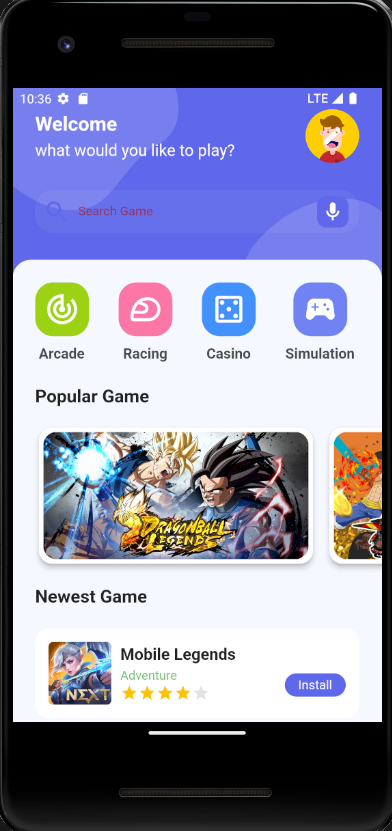 10:36
LTE
Welcome
what would you like to play?
Search Game
Arcade Racing Casino Simulation
Popular Game
DRAGONBALL
LEGENDS
Newest Game
Mobile Legends
Adventure
NEXT
Install